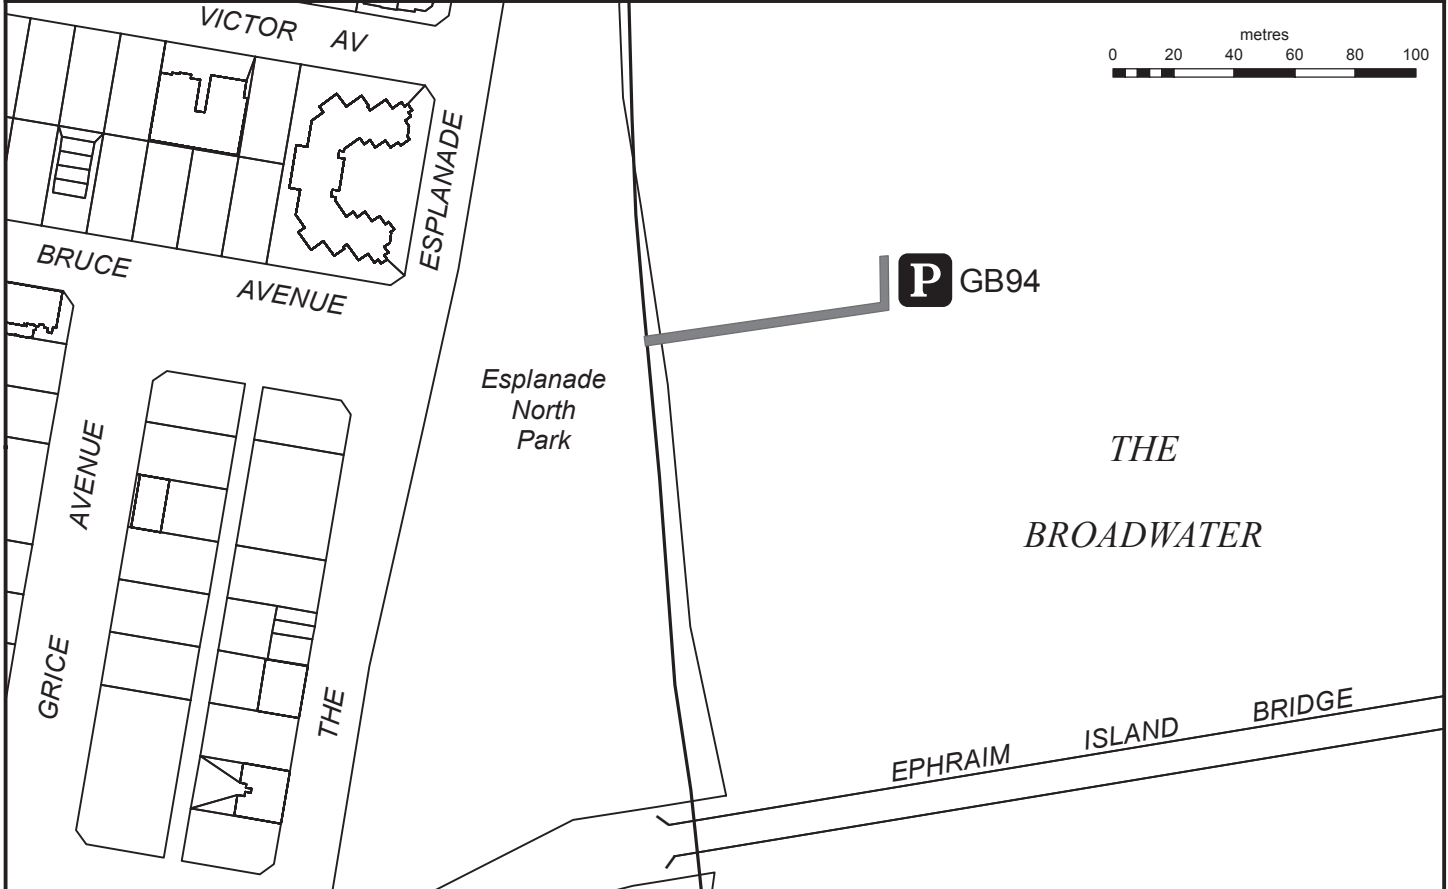 VICTOR AV
metres
0 20 40 60 80 100
ESPLANADE
BRUCE
AVENUE
P GB94
Esplanade
North
Park
AVENUE
THE
BROADWATER
GRICE
THE
EPHRAIM ISLAND BRIDGE